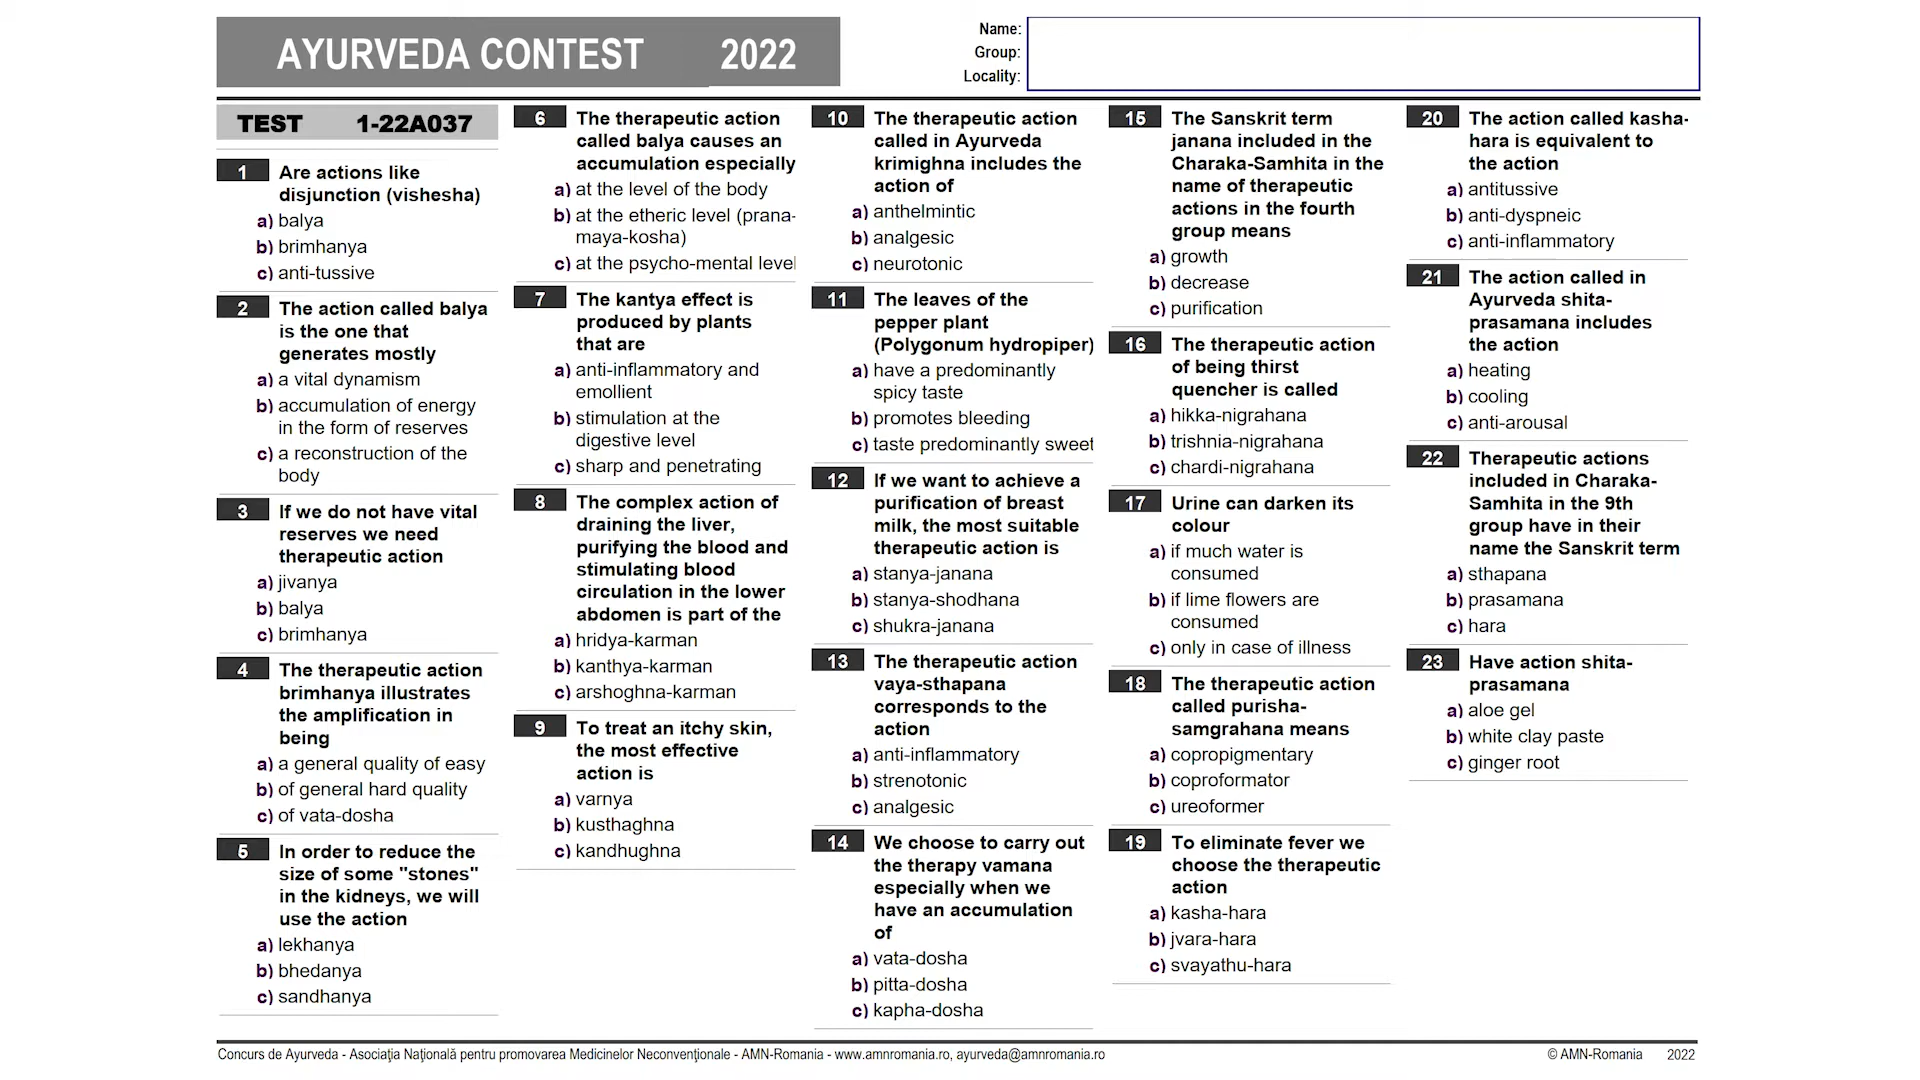 AYURVEDA CONTEST 2022
Name:
Group:
Locality:
TEST 1-22A037
1 Are actions like
disjunction (vishesha)
a) balya
b) brimhanya
c) anti-tussive
2 The action called balya
is the one that
generates mostly
a) a vital dynamism
b) accumulation of energy
in the form of reserves
c) a reconstruction of the
body
3 If we do not have vital
reserves we need
therapeutic action
a) jivanya
b) balya
c) brimhanya
4 The therapeutic action
brimhanya illustrates
the amplification in
being
a) a general quality of easy
b) of general hard quality
c) of vata-dosha
5 In order to reduce the
size of some "stones"
in the kidneys, we will
use the action
a) lekhanya
b) bhedanya
c) sandhanya
6 The therapeutic action
called balya causes an
accumulation especially
a) at the level of the body
b) at the etheric level (prana-
maya-kosha)
c) at the psycho-mental level
7 The kantya effect is
produced by plants
that are
a) anti-inflammatory and
emollient
b) stimulation at the
digestive level
c) sharp and penetrating
8 The complex action of
draining the liver,
purifying the blood and
stimulating blood
circulation in the lower
abdomen is part of the
a) hridya-karman
b) kanthya-karman
c) arshoghna-karman
9 To treat an itchy skin,
the most effective
action is
a) varnya
b) kusthaghna
c) kandhughna
10 The therapeutic action
called in Ayurveda
krimighna includes the
action of
a) anthelmintic
b) analgesic
c) neurotonic
11 The leaves of the
pepper plant
(Polygonum hydropiper)
a) have a predominantly
spicy taste
b) promotes bleeding
c) taste predominantly sweet
12 If we want to achieve a
purification of breast
milk, the most suitable
therapeutic action is
a) stanya-janana
b) stanya-shodhana
c) shukra-janana
13 The therapeutic action
vaya-sthapana
corresponds to the
action
a) anti-inflammatory
b) strenotonic
c) analgesic
14 We choose to carry out
the therapy vamana
especially when we
have an accumulation
of
a) vata-dosha
b) pitta-dosha
c) kapha-dosha
15 The Sanskrit term
janana included in the
Charaka-Samhita in the
name of therapeutic
actions in the fourth
group means
a) growth
b) decrease
c) purification
16 The therapeutic action
of being thirst
quencher is called
a) hikka-nigrahana
b) trishnia-nigrahana
c) chardi-nigrahana
17 Urine can darken its
colour
a) if much water is
consumed
b) if lime flowers are
consumed
c) only in case of illness
18 The therapeutic action
called purisha-
samgrahana means
a) copropigmentary
b) coproformator
c) ureoformer
19 To eliminate fever we
choose the therapeutic
action
a) kasha-hara
b) jvara-hara
c) svayathu-hara
20 The action called kasha-
hara is equivalent to
the action
a) antitussive
b) anti-dyspneic
c) anti-inflammatory
21 The action called in
Ayurveda shita-
prasamana includes
the action
a) heating
b) cooling
c) anti-arousal
22 Therapeutic actions
included in Charaka-
Samhita in the 9th
group have in their
name the Sanskrit term
a) sthapana
b) prasamana
c) hara
23 Have action shita-
prasamana
a) aloe gel
b) white clay paste
c) ginger root
Concurs de Ayurveda - Asociaţia Naţională pentru promovarea Medicinelor Neconvenţionale - AMN-Romania - www.amnromania.ro, ayurveda@amnromania.ro
© AMN-Romania 2022